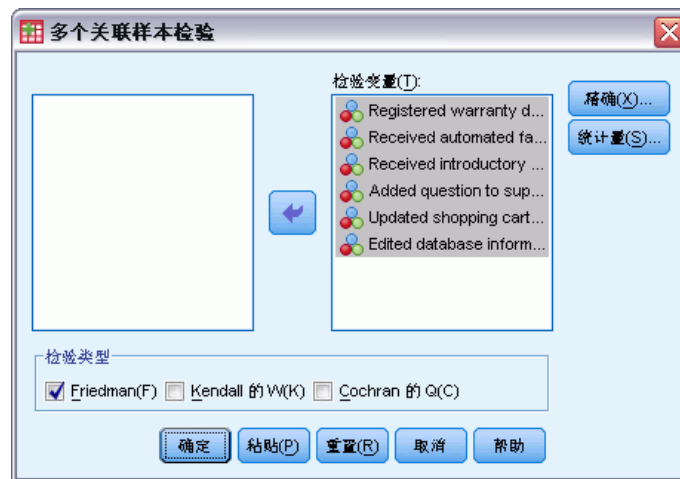 多个关联样本检验
检验变量(T):
Registered warranty d...
Received automated fa...
Received introductory ...
Added question to sup...
Updated shopping cart...
Edited database inform...
精确(X)...
统计量(S)...
检验类型
Friedman(F) Kendall 的 W(K) Cochran 的 Q(C)
确定 粘贴(P) 重置(R) 取消 帮助